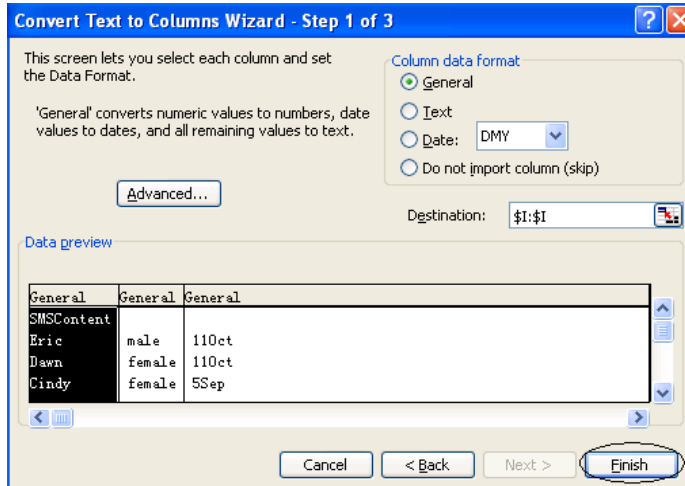 Convert Text to Columns Wizard - Step 1 of 3
This screen lets you select each column and set
the Data Format.
'General' converts numeric values to numbers, date
values to dates, and all remaining values to text.
Advanced...
Column data format
General
Text
Date: DMY
Do not import column (skip)
Destination: $I:$I
Data preview
General General General
SMSContent
Eric male 11Oct
Dawn female 11Oct
Cindy female 5Sep
Cancel < Back Next > Finish